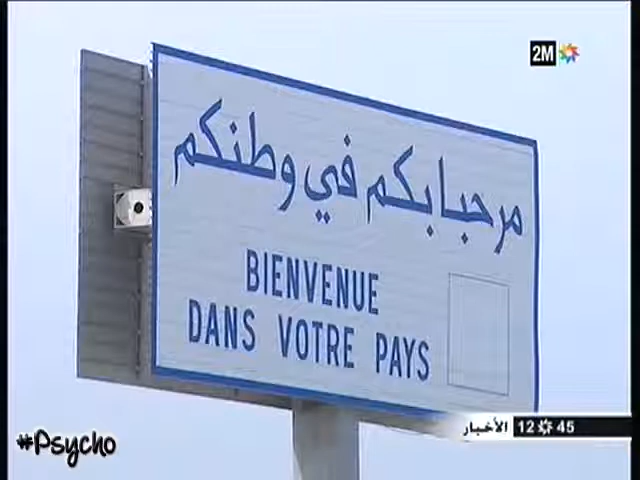 2M
مرحبا بكم في وطنكم
BIENVENUE
DANS VOTRE PAYS
الأخبار 12 45
#Psycho